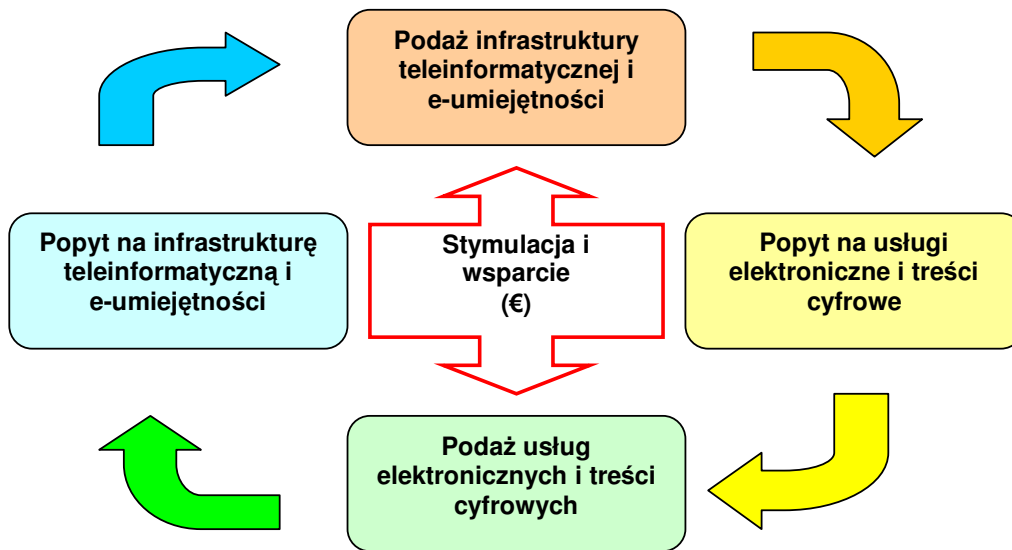 Podaż infrastruktury
teleinformatycznej i
e-umiejętności
Popyt na infrastrukturę
teleinformatyczną i
e-umiejętności
Stymulacja i
wsparcie
(€)
Popyt na usługi
elektroniczne i treści
cyfrowe
Podaż usług
elektronicznych i treści
cyfrowych